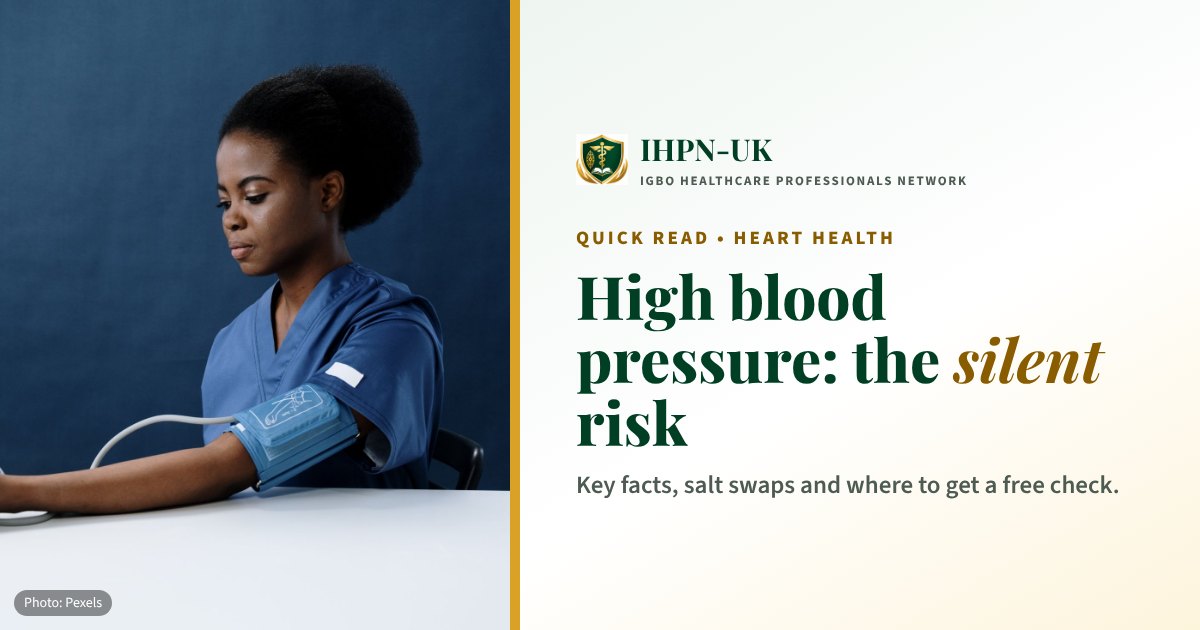 IHPN-UK
IGBO HEALTHCARE PROFESSIONALS NETWORK
QUICK READ • HEART HEALTH
High blood
pressure: the silent
risk
Key facts, salt swaps and where to get a free check.
Photo: Pexels